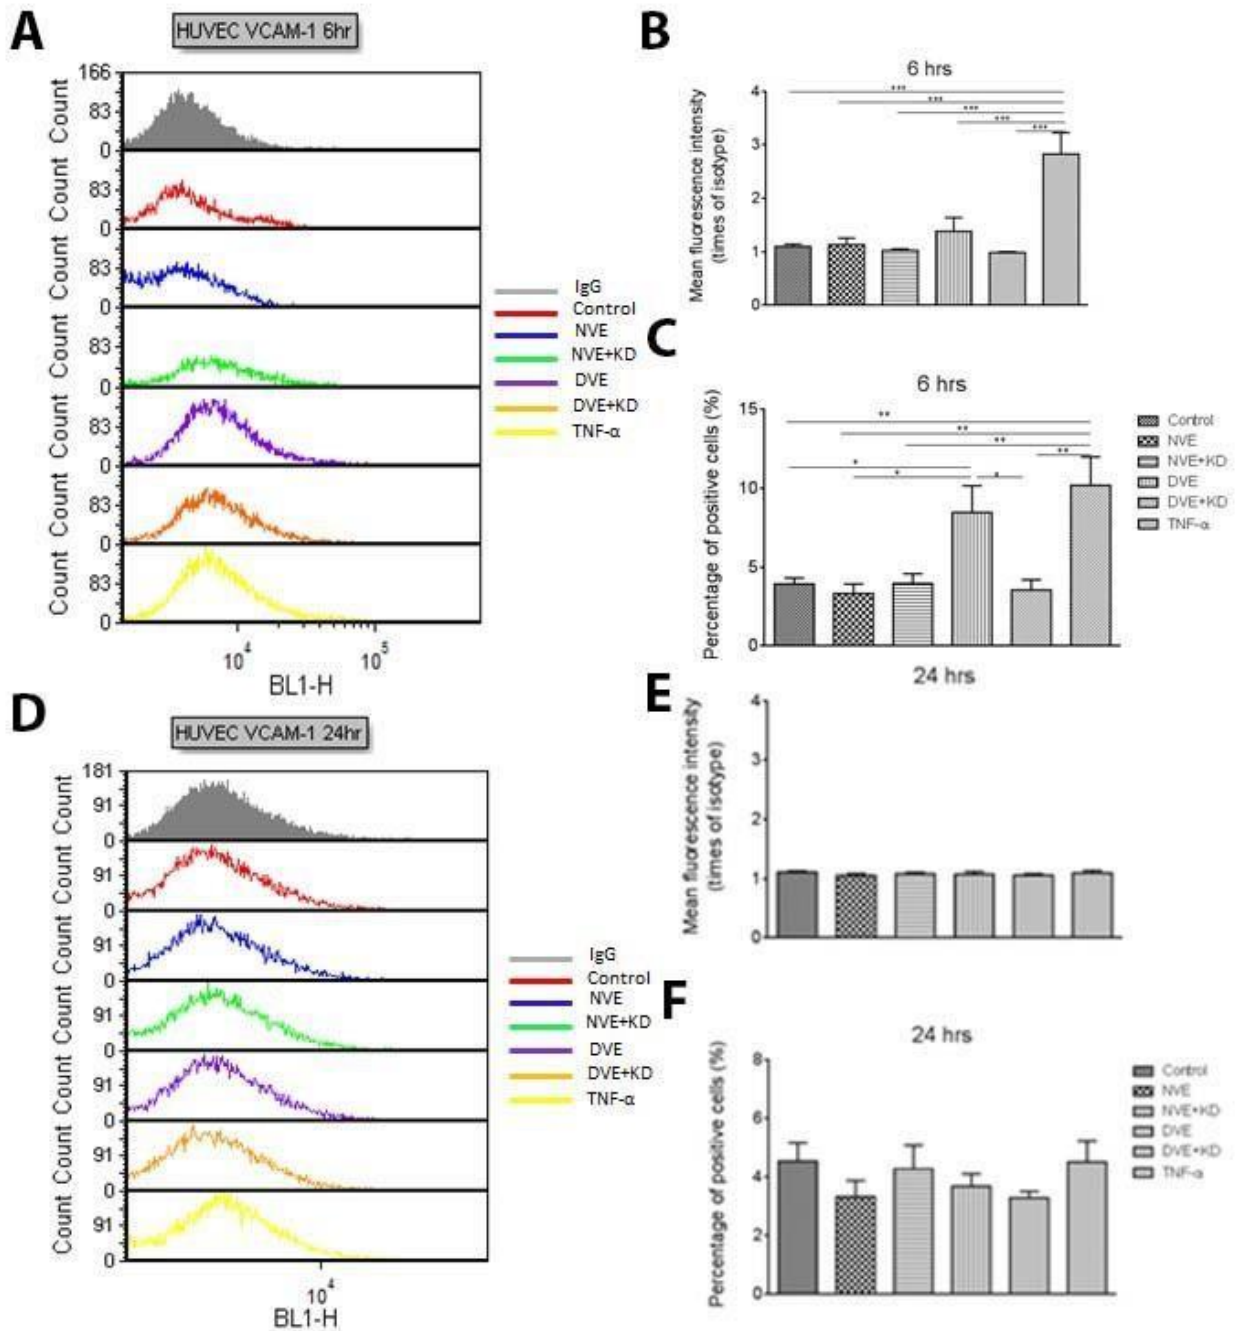 A
HUVEC VCAM-1 6hr
166
83
0
Count
83
0
Count
83
0
Count
83
0
Count
83
0
Count
83
0
Count
83
0
Count
10^4
10^5
BL1-H
IgG
Control
NVE
NVE+KD
DVE
DVE+KD
TNF-α
B
6 hrs
4
3
2
1
0
Mean fluorescence intensity
(times of isotype)
***
***
***
***
***
C
6 hrs
15
10
5
0
Percentage of positive cells (%)
**
**
**
**
*
*
*
Control
NVE
NVE+KD
DVE
DVE+KD
TNF-α
D
HUVEC VCAM-1 24hr
181
91
0
Count
91
0
Count
91
0
Count
91
0
Count
91
0
Count
91
0
Count
91
0
Count
10^4
BL1-H
IgG
Control
NVE
NVE+KD
DVE
DVE+KD
TNF-α
E
24 hrs
4
3
2
1
0
Mean fluorescence intensity
(times of isotype)
F
24 hrs
8
6
4
2
0
Percentage of positive cells (%)
Control
NVE
NVE+KD
DVE
DVE+KD
TNF-α